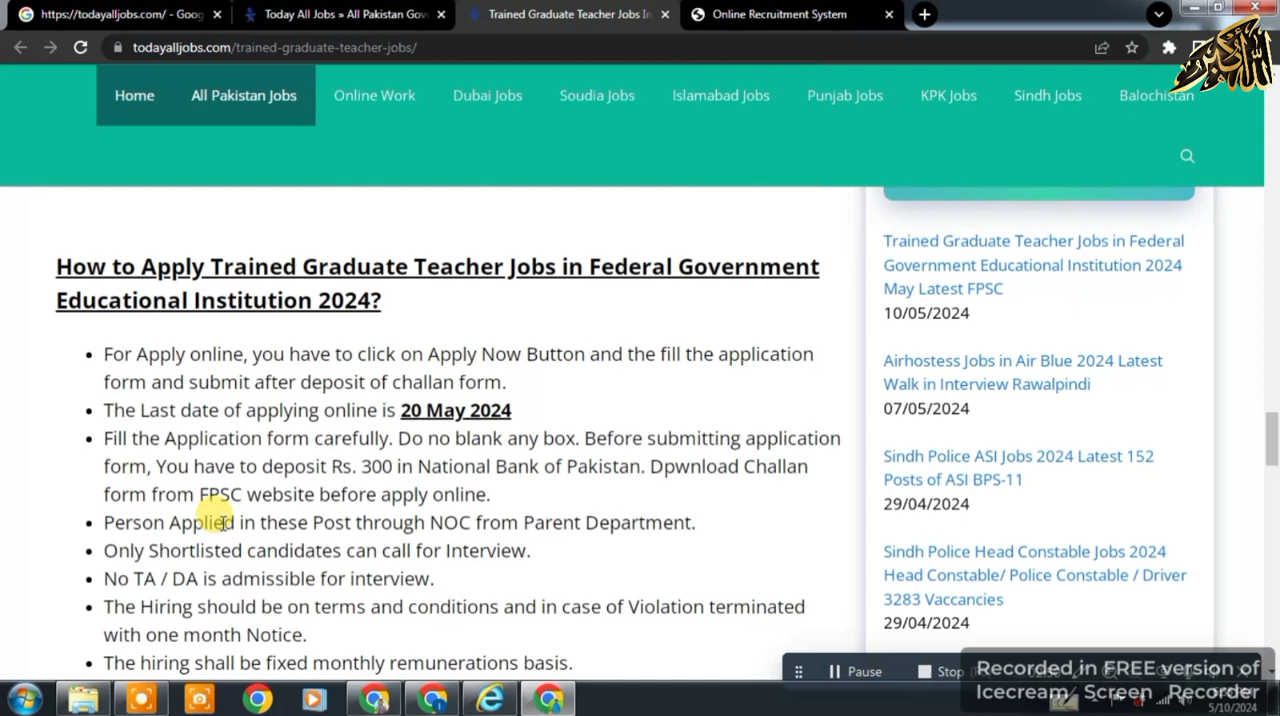 https://todayalljobs.com/ - Goog
Today All Jobs » All Pakistan Gov
Trained Graduate Teacher Jobs In
Online Recruitment System
todayalljobs.com/trained-graduate-teacher-jobs/
الله أكبر
Home All Pakistan Jobs Online Work Dubai Jobs Soudia Jobs Islamabad Jobs Punjab Jobs KPK Jobs Sindh Jobs Balochistan
How to Apply Trained Graduate Teacher Jobs in Federal Government
Educational Institution 2024?
For Apply online, you have to click on Apply Now Button and the fill the application
form and submit after deposit of challan form.
The Last date of applying online is 20 May 2024
Fill the Application form carefully. Do no blank any box. Before submitting application
form, You have to deposit Rs. 300 in National Bank of Pakistan. Dpwnload Challan
form from FPSC website before apply online.
Person Applied in these Post through NOC from Parent Department.
Only Shortlisted candidates can call for Interview.
No TA / DA is admissible for interview.
The Hiring should be on terms and conditions and in case of Violation terminated
with one month Notice.
The hiring shall be fixed monthly remunerations basis.
Trained Graduate Teacher Jobs in Federal
Government Educational Institution 2024
May Latest FPSC
10/05/2024
Airhostess Jobs in Air Blue 2024 Latest
Walk in Interview Rawalpindi
07/05/2024
Sindh Police ASI Jobs 2024 Latest 152
Posts of ASI BPS-11
29/04/2024
Sindh Police Head Constable Jobs 2024
Head Constable/ Police Constable / Driver
3283 Vaccancies
29/04/2024
Pause Stop
Recorded in FREE version of
Icecream Screen Recorder
5/10/2024